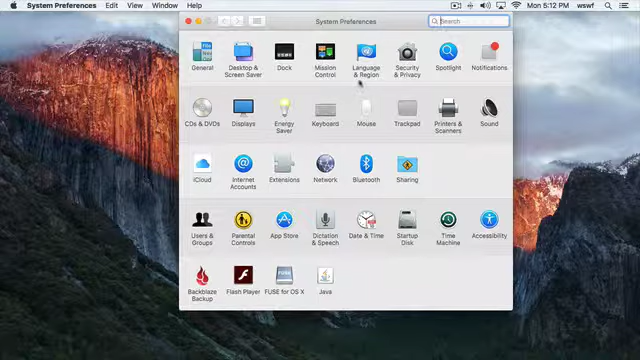 System Preferences Edit View Window Help Mon 5:12 PM wswf
System Preferences
Search
General Desktop & Screen Saver Dock Mission Control Language & Region Security & Privacy Spotlight Notifications
CDs & DVDs Displays Energy Saver Keyboard Mouse Trackpad Printers & Scanners Sound
iCloud Internet Accounts Extensions Network Bluetooth Sharing
Users & Groups Parental Controls App Store Dictation & Speech Date & Time Startup Disk Time Machine Accessibility
Backblaze Backup Flash Player FUSE for OS X Java